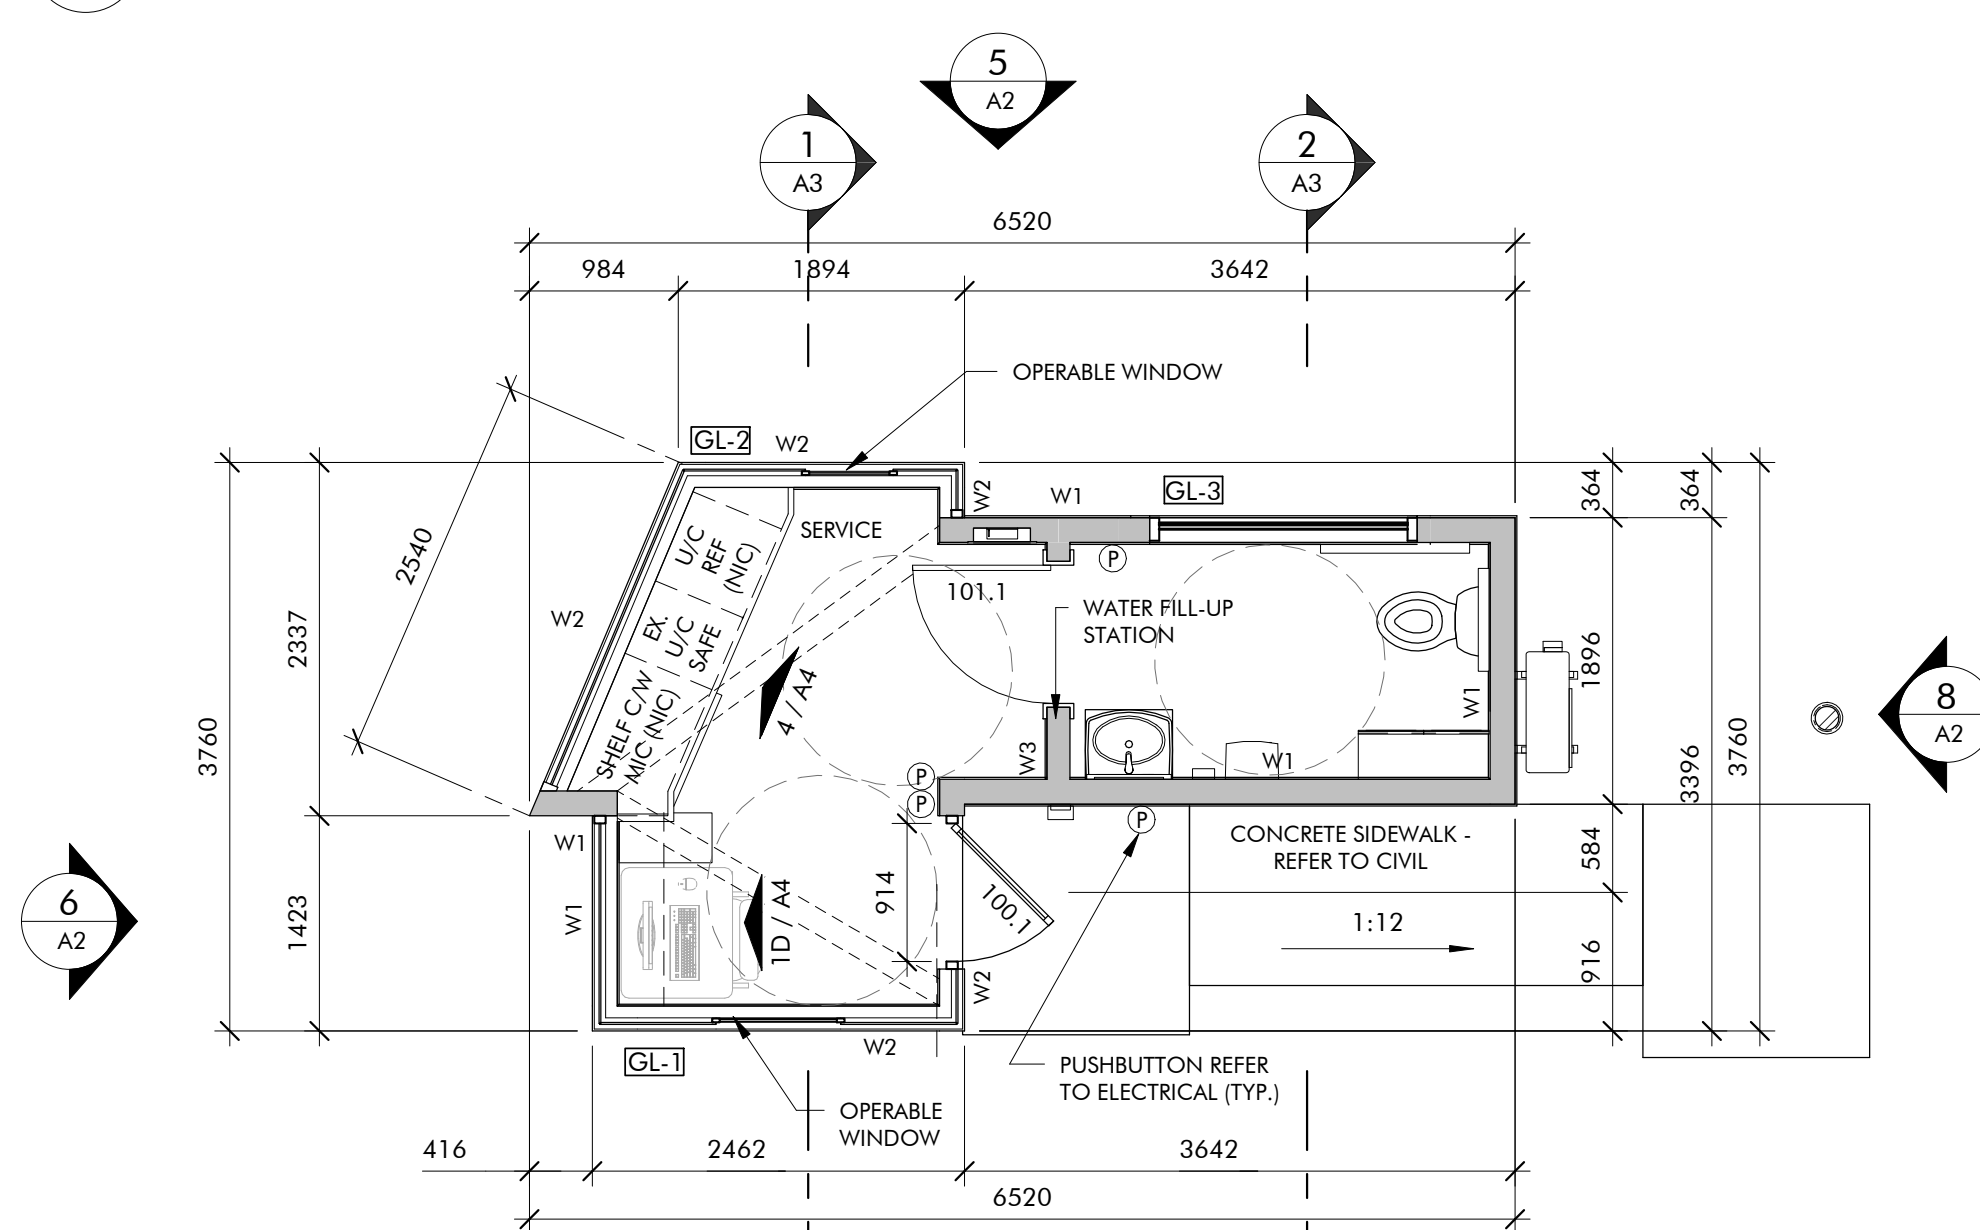 5
A2
1
A3
2
A3
6520
984
1894
3642
OPERABLE WINDOW
GL-2
W2
W2
W1
GL-3
364
364
SERVICE
U/C
REF
(NIC)
2540
P
101.1
W2
EX.
U/C
SAFE
WATER FILL-UP
STATION
2337
1896
SHELF C/W
MIC (NIC)
4 / A4
W1
8
A2
3760
3396
3760
W3
W1
P
P
P
W1
CONCRETE SIDEWALK -
REFER TO CIVIL
584
6
A2
1423
W1
1D / A4
914
100.1
1:12
916
W2
W2
GL-1
PUSHBUTTON REFER
TO ELECTRICAL (TYP.)
OPERABLE
WINDOW
416
2462
3642
6520